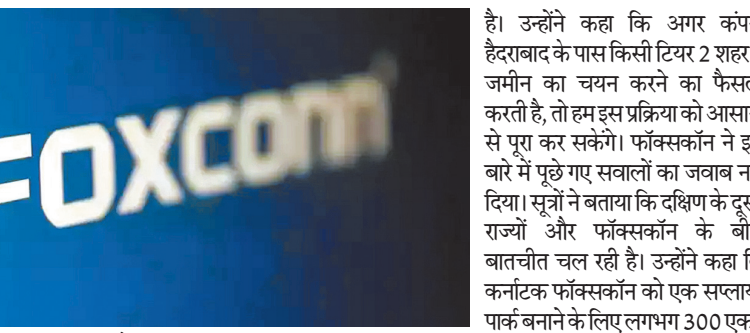 FOXCONN
है। उन्होंने कहा कि अगर
हैदराबाद के पास किसी टियर 2 शहर
जमीन का चयन करने का
करती है, तो हम इस प्रक्रिया को
से पूरा कर सकेंगे। फॉक्सकॉन ने
बारे में पूछे गए सवालों का जवाब
दिया। सूत्रों ने बताया कि दक्षिण के
राज्यों और फॉक्सकॉन के
बातचीत चल रही है। उन्होंने कहा
कर्नाटक फॉक्सकॉन को एक
पार्क बनाने के लिए लगभग 300